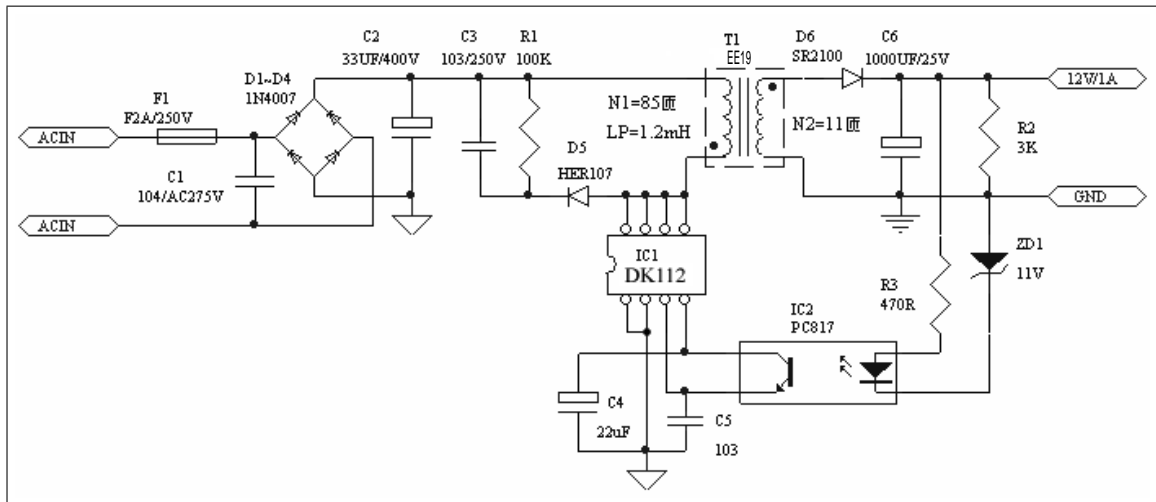 F1
F2A/250V
ACIN
ACIN
D1~D4
1N4007
C1
104/AC275V
C2
33UF/400V
C3
103/250V
R1
100K
D5
HER107
T1
EE19
N1=85匝
LP=1.2mH
N2=11匝
D6
SR2100
C6
1000UF/25V
12V/1A
R2
3K
GND
IC1
DK112
R3
470R
ZD1
11V
IC2
PC817
C4
22uF
C5
103